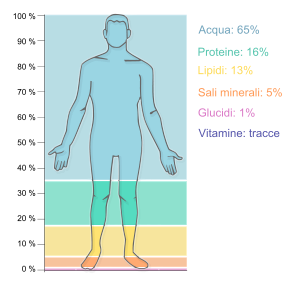 100 %
90 %
80 %
70 %
60 %
50 %
40 %
30 %
20 %
10 %
0 %
Acqua: 65%
Proteine: 16%
Lipidi: 13%
Sali minerali: 5%
Glucidi: 1%
Vitamine: tracce